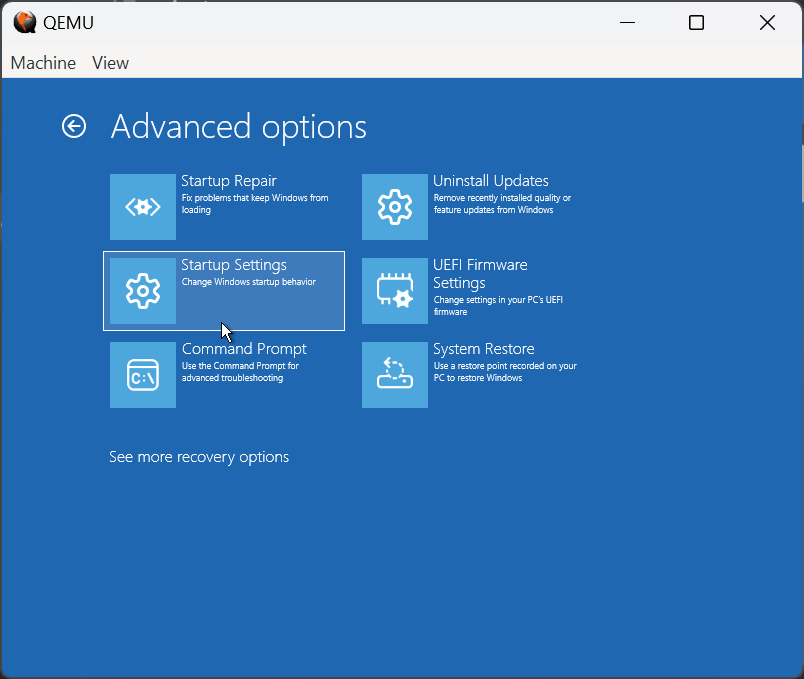 QEMU
Machine View
Advanced options
Startup Repair
Fix problems that keep Windows from
loading
Uninstall Updates
Remove recently installed quality or
feature updates from Windows
Startup Settings
Change Windows startup behavior
UEFI Firmware
Settings
Change settings in your PC's UEFI
firmware
Command Prompt
Use the Command Prompt for
advanced troubleshooting
C:\
System Restore
Use a restore point recorded on your
PC to restore Windows
See more recovery options